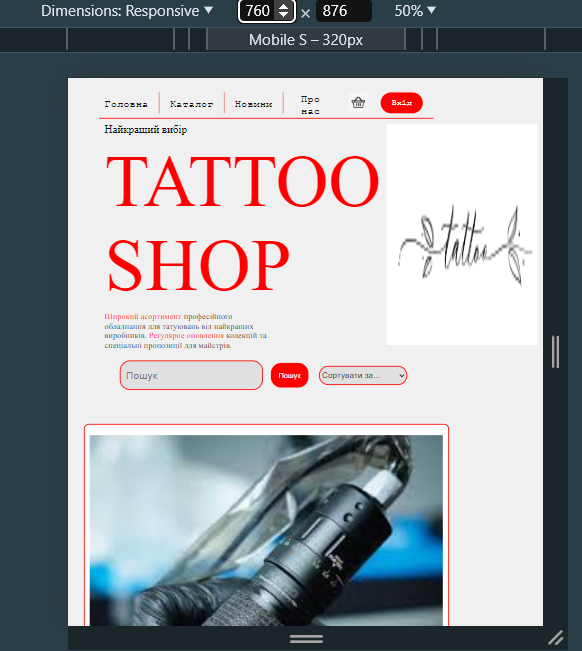 Dimensions: Responsive 760 × 876 50%
Mobile S – 320px
Головна Каталог Новини Про нас Вхід
Найкращий вибір
TATTOO
SHOP
tattoo
Широкий асортимент професійного
обладнання для татуювань від найкращих
виробників. Регулярне оновлення колекцій та
спеціальні пропозиції для майстрів.
Пошук Пошук Сортувати за...